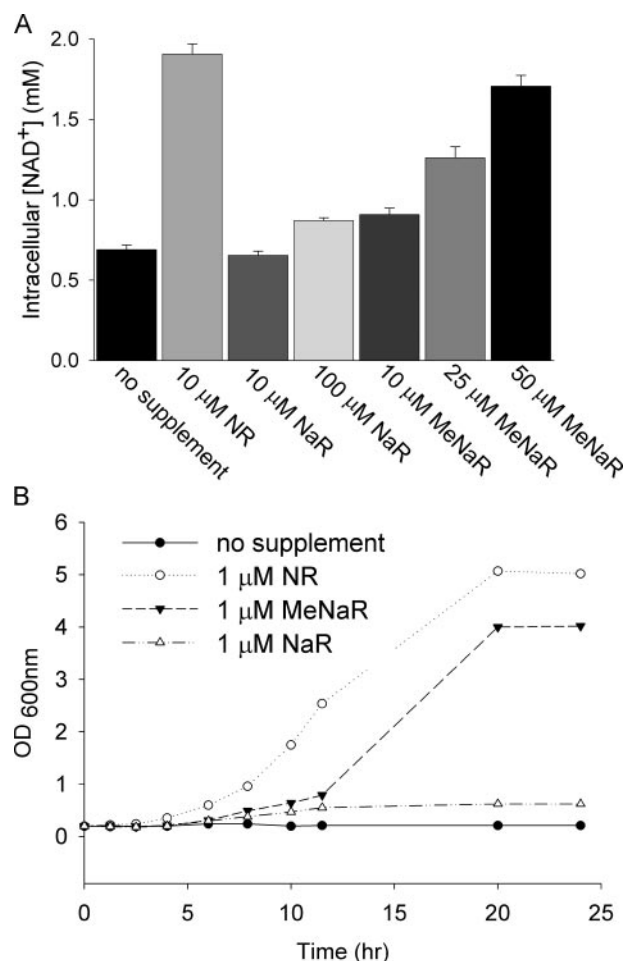 A
Intracellular [NAD+] (mM)
2.0
1.5
1.0
0.5
0.0
no supplement
10 μM NR
10 μM NaR
100 μM NaR
10 μM MeNaR
25 μM MeNaR
50 μM MeNaR
B
OD 600nm
6
5
4
3
2
1
0
no supplement
1 μM NR
1 μM MeNaR
1 μM NaR
0 5 10 15 20 25
Time (hr)